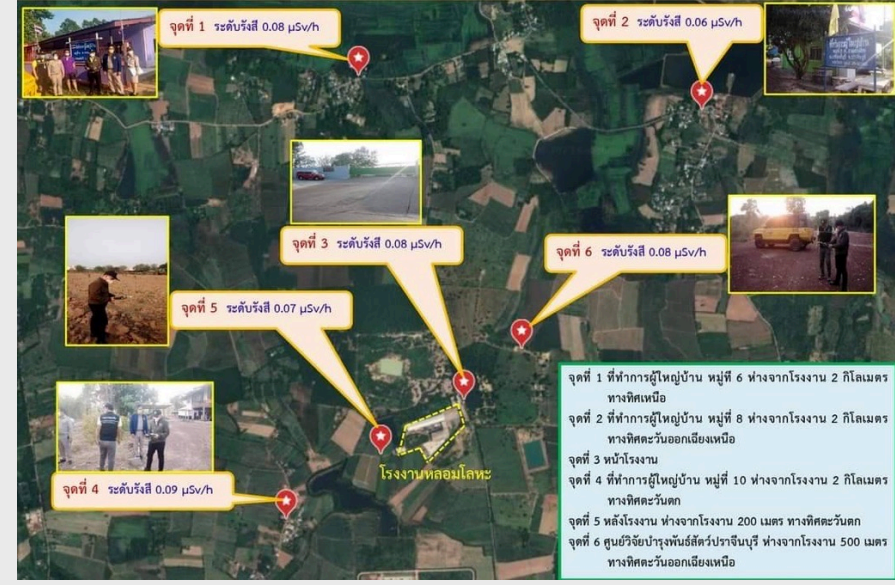 จุดที่ 1 ระดับรังสี 0.08 µSv/h
จุดที่ 2 ระดับรังสี 0.06 µSv/h
จุดที่ 3 ระดับรังสี 0.08 µSv/h
จุดที่ 6 ระดับรังสี 0.08 µSv/h
จุดที่ 5 ระดับรังสี 0.07 µSv/h
จุดที่ 4 ระดับรังสี 0.09 µSv/h
โรงงานหลอมโลหะ
จุดที่ 1 ที่ทำการผู้ใหญ่บ้าน หมู่ที่ 6 ห่างจากโรงงาน 2 กิโลเมตร
ทางทิศเหนือ
จุดที่ 2 ที่ทำการผู้ใหญ่บ้าน หมู่ที่ 8 ห่างจากโรงงาน 2 กิโลเมตร
ทางทิศตะวันออกเฉียงเหนือ
จุดที่ 3 หน้าโรงงาน
จุดที่ 4 ที่ทำการผู้ใหญ่บ้าน หมู่ที่ 10 ห่างจากโรงงาน 2 กิโลเมตร
ทางทิศตะวันตก
จุดที่ 5 หลังโรงงาน ห่างจากโรงงาน 200 เมตร ทางทิศตะวันตก
จุดที่ 6 ศูนย์วิจัยบำรุงพันธุ์สัตว์ปราจีนบุรี ห่างจากโรงงาน 500 เมตร
ทางทิศตะวันออกเฉียงเหนือ